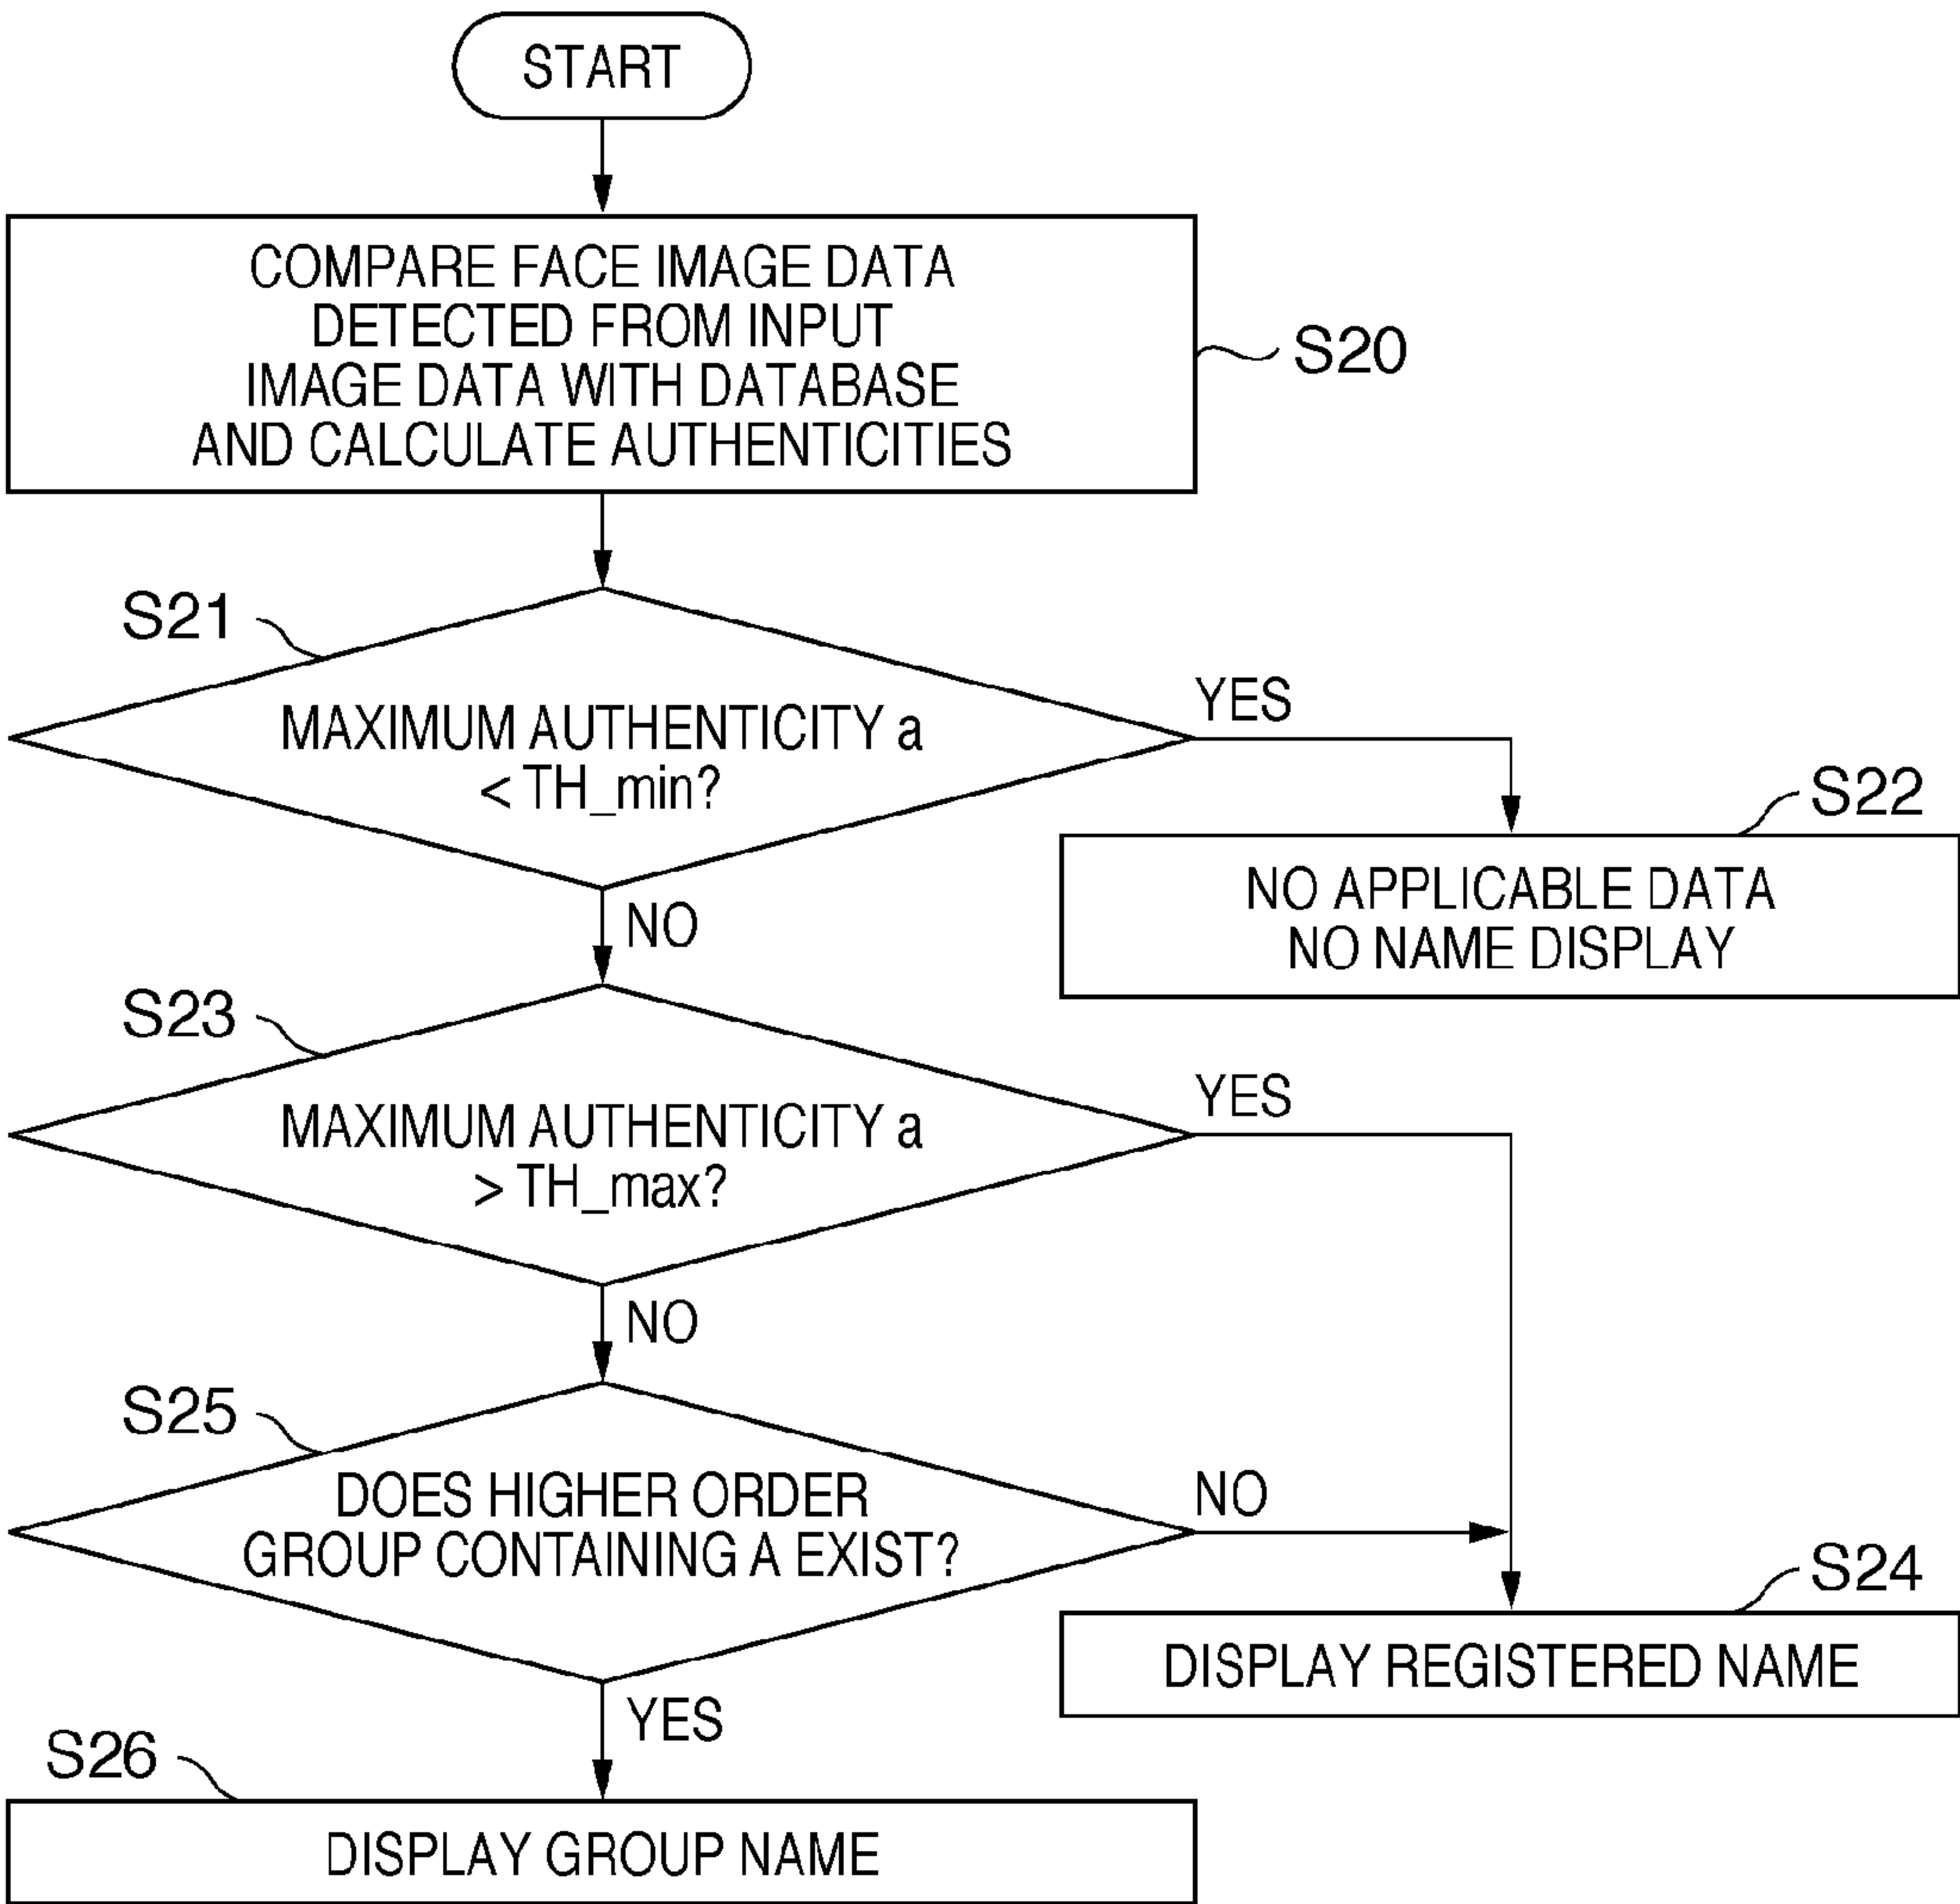 START
COMPARE FACE IMAGE DATA
DETECTED FROM INPUT
IMAGE DATA WITH DATABASE
AND CALCULATE AUTHENTICITIES
S20
S21
MAXIMUM AUTHENTICITY a
< TH_min?
YES
S22
NO APPLICABLE DATA
NO NAME DISPLAY
NO
S23
MAXIMUM AUTHENTICITY a
> TH_max?
YES
NO
S25
DOES HIGHER ORDER
GROUP CONTAINING A EXIST?
NO
S24
DISPLAY REGISTERED NAME
YES
S26
DISPLAY GROUP NAME